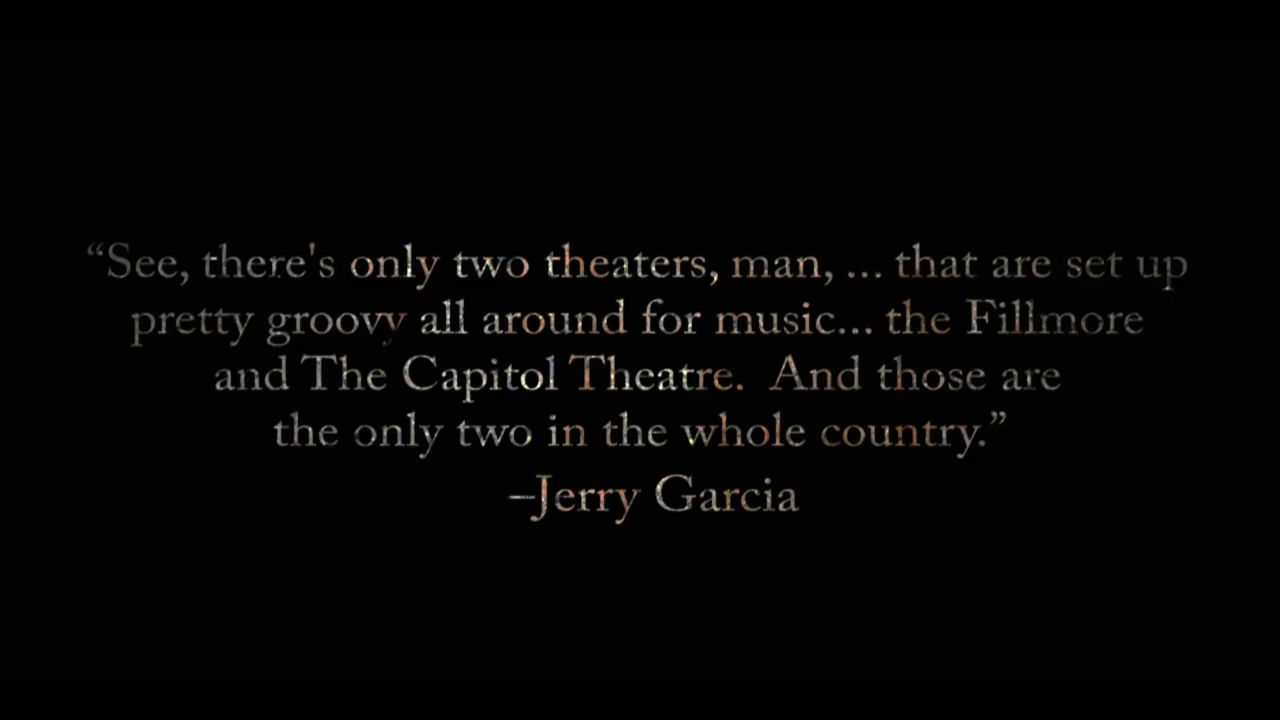 “See, there's only two theaters, man, ... that are set up
pretty groovy all around for music... the Fillmore
and The Capitol Theatre.  And those are
the only two in the whole country.”
–Jerry Garcia